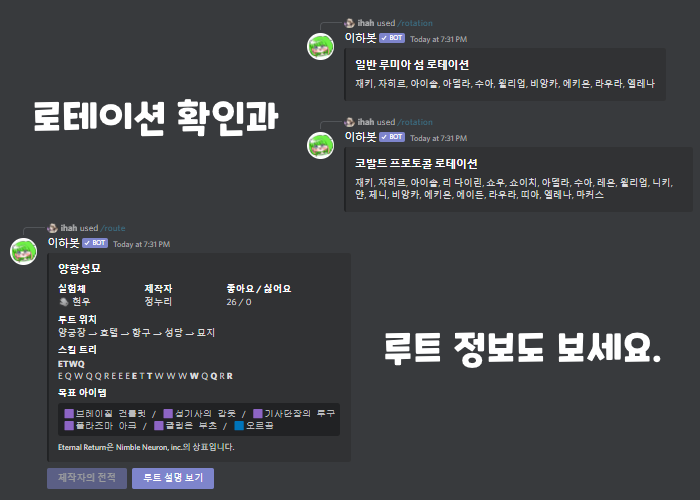 ihah used /rotation
이하봇 ✓ BOT Today at 7:31 PM
일반 루미아 섬 로테이션
재키, 자히르, 아이솔, 아델라, 수아, 윌리엄, 비앙카, 에키온, 라우라, 엘레나
로테이션 확인과
ihah used /rotation
이하봇 ✓ BOT Today at 7:31 PM
코발트 프로토콜 로테이션
재키, 자히르, 아이솔, 리 다이린, 쇼우, 쇼이치, 아델라, 수아, 레온, 윌리엄, 니키,
얀, 제니, 비앙카, 에키온, 에이든, 라우라, 띠아, 엘레나, 마커스
ihah used /route
이하봇 ✓ BOT Today at 7:31 PM
양항성묘
실험체 제작자 좋아요 / 싫어요
현우 정누리 26 / 0
루트 위치
양궁장 → 호텔 → 항구 → 성당 → 묘지
스킬 트리
ETWQ
E Q W Q Q R E E E E T T W W W W Q Q R R
목표 아이템
브레이질 건틀릿 / 성기사의 갑옷 / 기사단장의 투구
플라즈마 아크 / 클링온 부츠 / 오르골
Eternal Return은 Nimble Neuron, inc.의 상표입니다.
제작자의 전적 루트 설명 보기
루트 정보도 보세요.